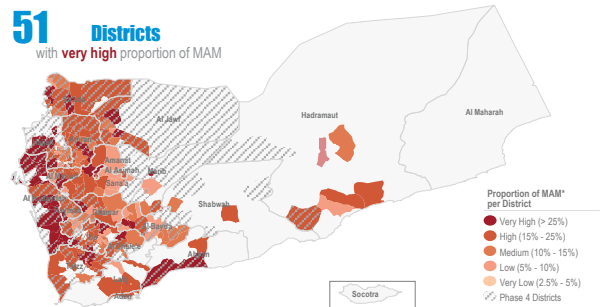 51 Districts
with very high proportion of MAM
Al Jawf
Hadramaut
Al Maharah
Amanat
Al Asimah
Marib
Sana'a
Shabwah
Dhamar
Al Bayda
Abyan
Taizz
Aden
Socotra
Proportion of MAM*
per District
Very High (> 25%)
High (15% - 25%)
Medium (10% - 15%)
Low (5% - 10%)
Very Low (2.5% - 5%)
Phase 4 Districts